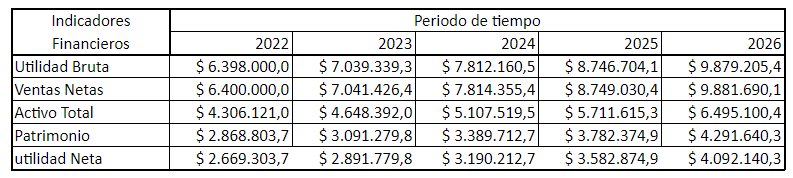 Indicadores Financieros Periodo de tiempo
2022 2023 2024 2025 2026
Utilidad Bruta $ 6.398.000,0 $ 7.039.339,3 $ 7.812.160,5 $ 8.746.704,1 $ 9.879.205,4
Ventas Netas $ 6.400.000,0 $ 7.041.426,4 $ 7.814.355,4 $ 8.749.030,4 $ 9.881.690,1
Activo Total $ 4.306.121,0 $ 4.648.392,0 $ 5.107.519,5 $ 5.711.615,3 $ 6.495.100,4
Patrimonio $ 2.868.803,7 $ 3.091.279,8 $ 3.389.712,7 $ 3.782.374,9 $ 4.291.640,3
utilidad Neta $ 2.669.303,7 $ 2.891.779,8 $ 3.190.212,7 $ 3.582.874,9 $ 4.092.140,3